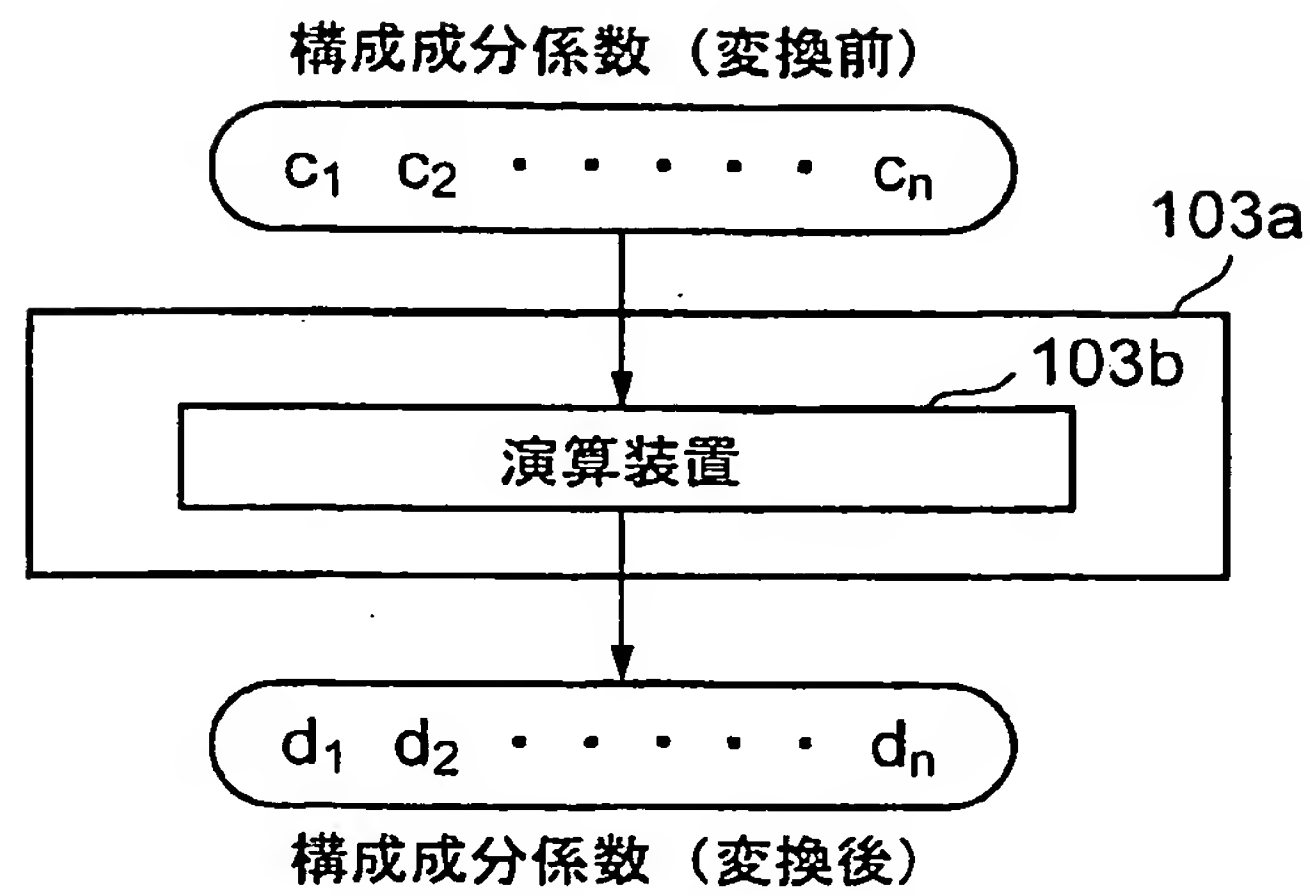 構成成分係数（変換前）
c₁ c₂ ・・・・・ cₙ
103a
103b
演算装置
d₁ d₂ ・・・・・ dₙ
構成成分係数（変換後）